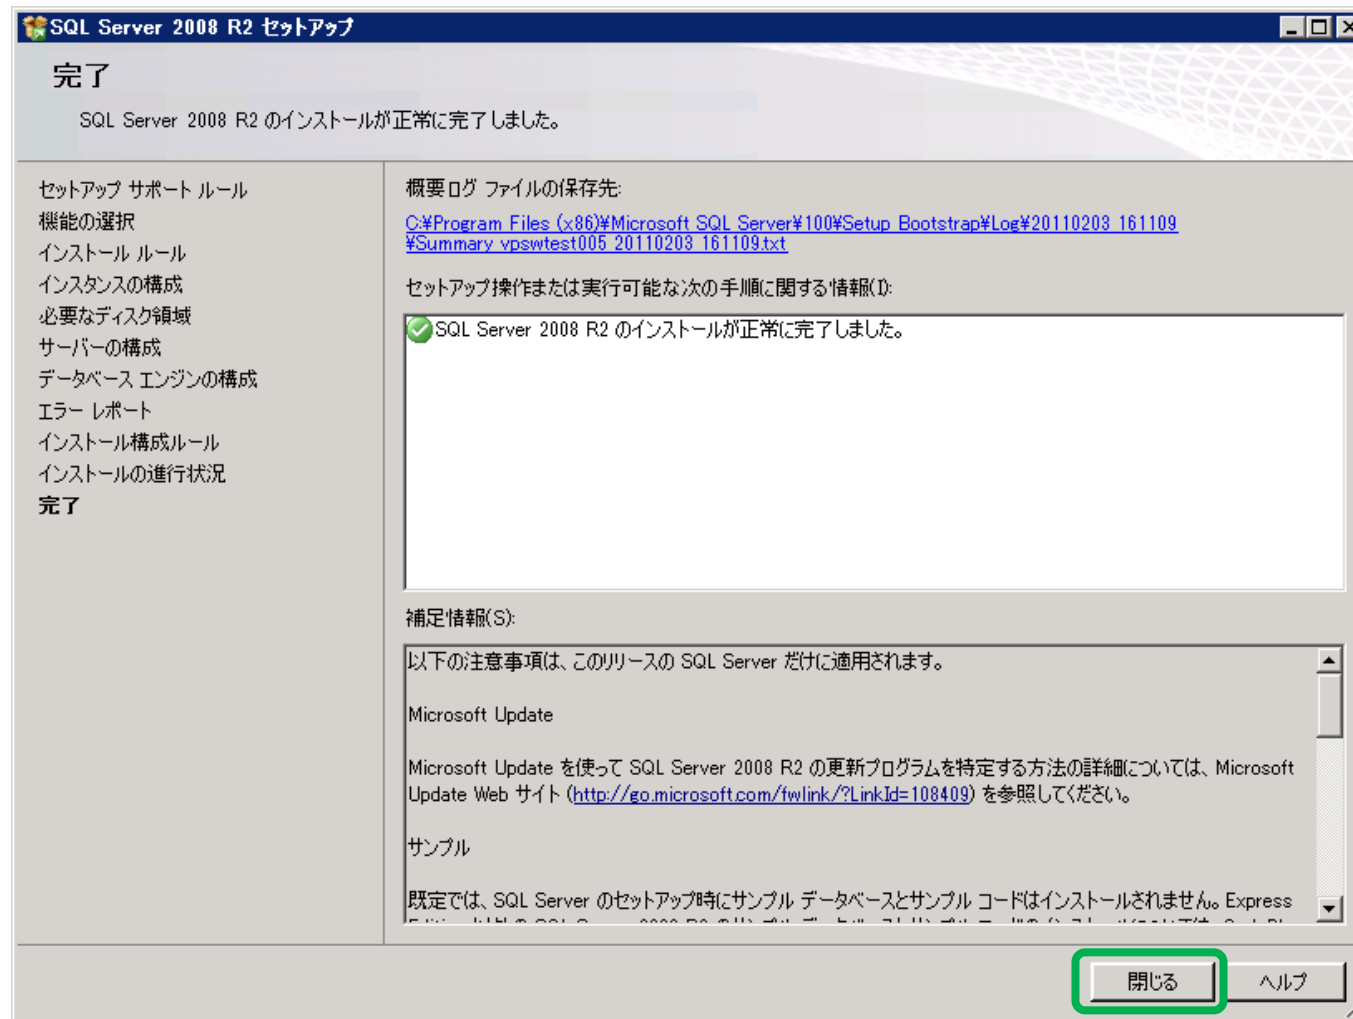 SQL Server 2008 R2 セットアップ
完了
SQL Server 2008 R2 のインストールが正常に完了しました。
セットアップ サポート ルール
機能の選択
インストール ルール
インスタンスの構成
必要なディスク領域
サーバーの構成
データベース エンジンの構成
エラー レポート
インストール構成ルール
インストールの進行状況
完了
概要ログ ファイルの保存先:
C:¥Program Files (x86)¥Microsoft SQL Server¥100¥Setup Bootstrap¥Log¥20110203_161109
¥Summary_vpswtest005_20110203_161109.txt
セットアップ操作または実行可能な次の手順に関する情報(I):
SQL Server 2008 R2 のインストールが正常に完了しました。
補足情報(S):
以下の注意事項は、このリリースの SQL Server だけに適用されます。
Microsoft Update
Microsoft Update を使って SQL Server 2008 R2 の更新プログラムを特定する方法の詳細については、Microsoft
Update Web サイト (http://go.microsoft.com/fwlink/?LinkId=108409) を参照してください。
サンプル
既定では、SQL Server のセットアップ時にサンプル データベースとサンプル コードはインストールされません。Express
閉じる
ヘルプ